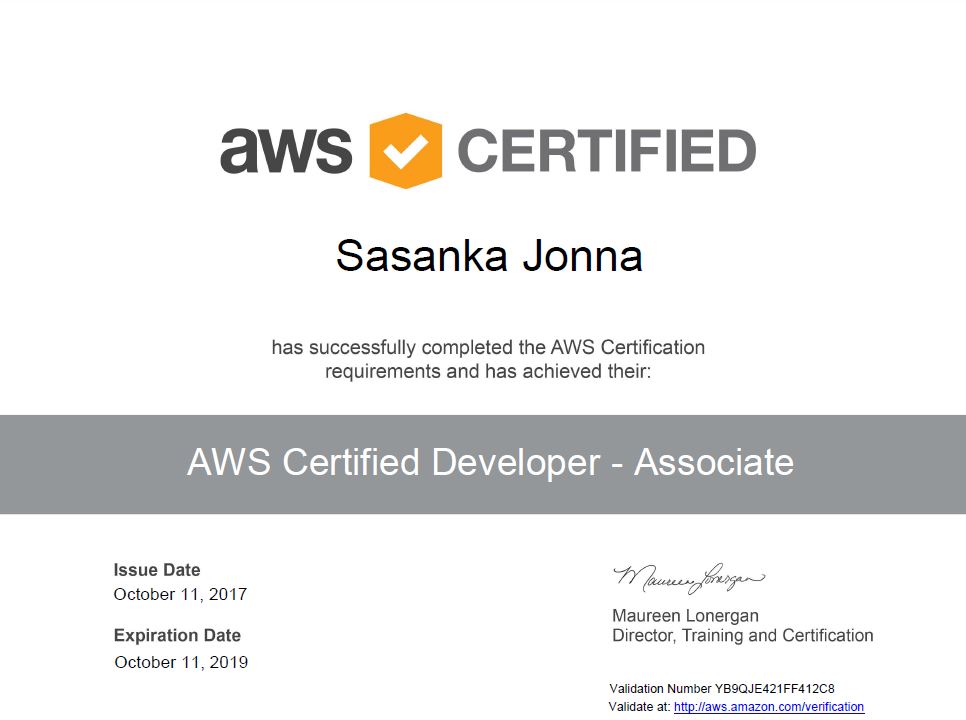 aws CERTIFIED
Sasanka Jonna
has successfully completed the AWS Certification
requirements and has achieved their:
AWS Certified Developer - Associate
Issue Date
October 11, 2017
Expiration Date
October 11, 2019
Maureen Lonergan
Maureen Lonergan
Director, Training and Certification
Validation Number YB9QJE421FF412C8
Validate at: http://aws.amazon.com/verification